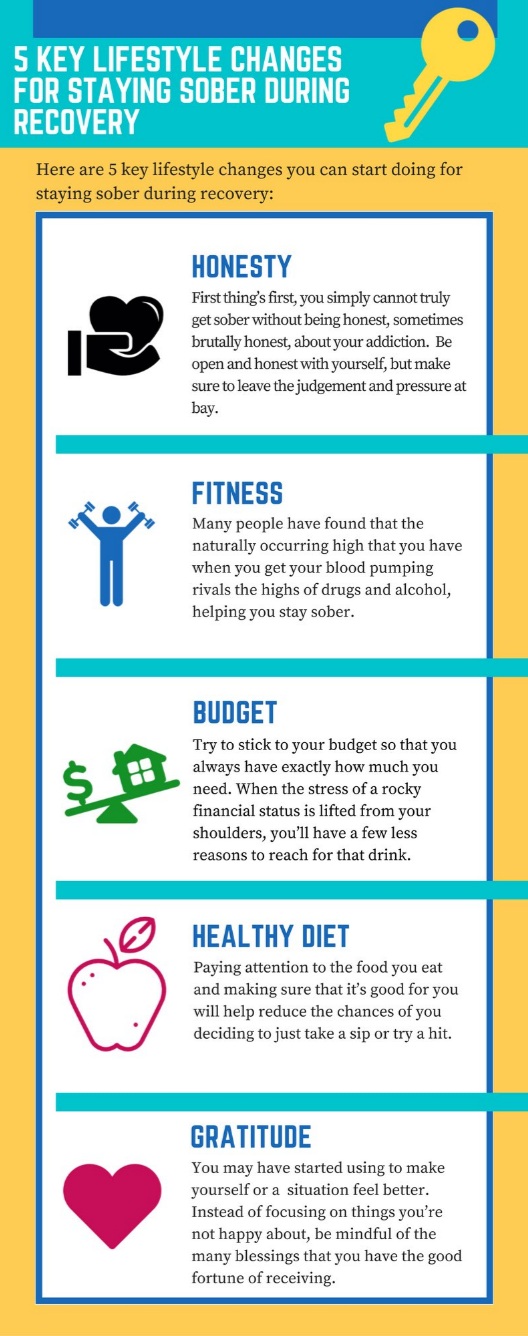 5 KEY LIFESTYLE CHANGES
FOR STAYING SOBER DURING
RECOVERY
Here are 5 key lifestyle changes you can start doing for
staying sober during recovery:
HONESTY
First thing's first, you simply cannot truly
get sober without being honest, sometimes
brutally honest, about your addiction.  Be
open and honest with yourself, but make
sure to leave the judgement and pressure at
bay.
FITNESS
Many people have found that the
naturally occurring high that you have
when you get your blood pumping
rivals the highs of drugs and alcohol,
helping you stay sober.
BUDGET
$
Try to stick to your budget so that you
always have exactly how much you
need. When the stress of a rocky
financial status is lifted from your
shoulders, you'll have a few less
reasons to reach for that drink.
HEALTHY DIET
Paying attention to the food you eat
and making sure that it's good for you
will help reduce the chances of you
deciding to just take a sip or try a hit.
GRATITUDE
You may have started using to make
yourself or a  situation feel better.
Instead of focusing on things you're
not happy about, be mindful of the
many blessings that you have the good
fortune of receiving.